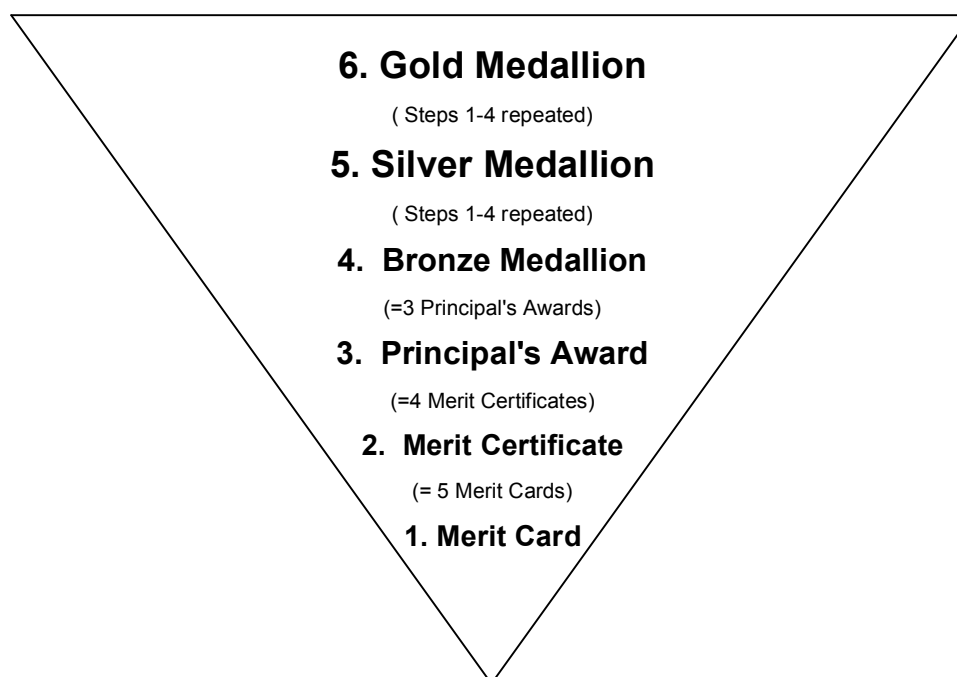 6. Gold Medallion
( Steps 1-4 repeated)
5. Silver Medallion
( Steps 1-4 repeated)
4. Bronze Medallion
(=3 Principal's Awards)
3. Principal's Award
(=4 Merit Certificates)
2. Merit Certificate
(= 5 Merit Cards)
1. Merit Card